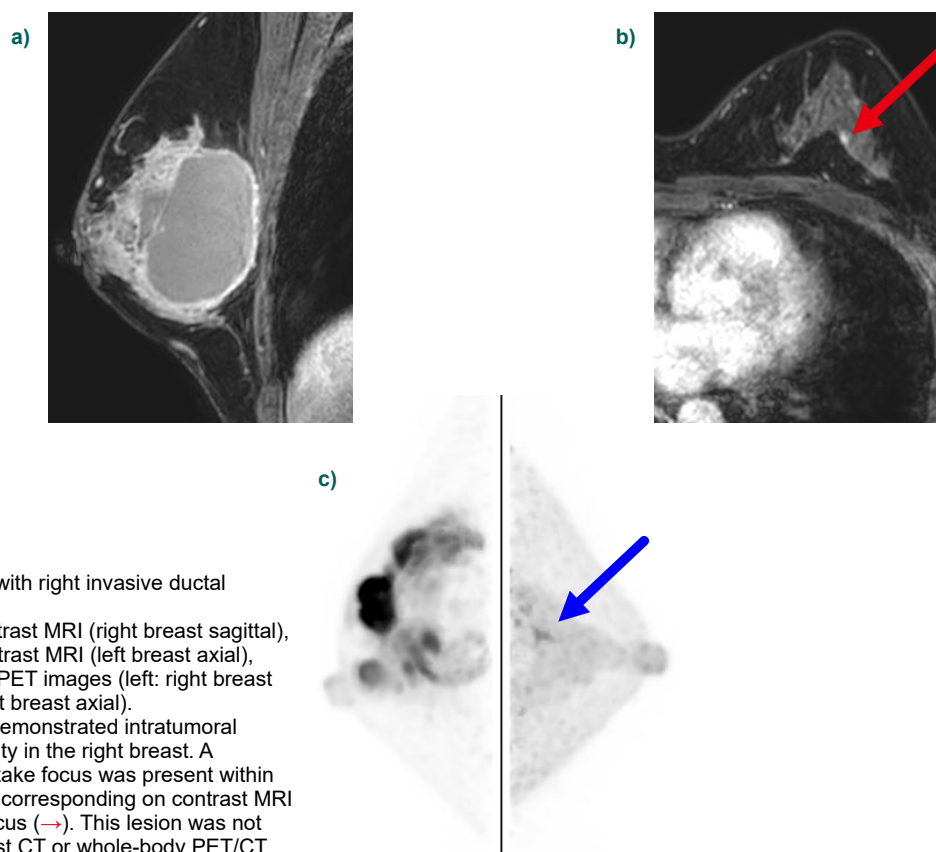 a)
b)
c)
with right invasive ductal
trast MRI (right breast sagittal),
trast MRI (left breast axial),
PET images (left: right breast
t breast axial).
emonstrated intratumoral
ity in the right breast. A
take focus was present within
corresponding on contrast MRI
cus (→). This lesion was not
st CT or whole-body PET/CT